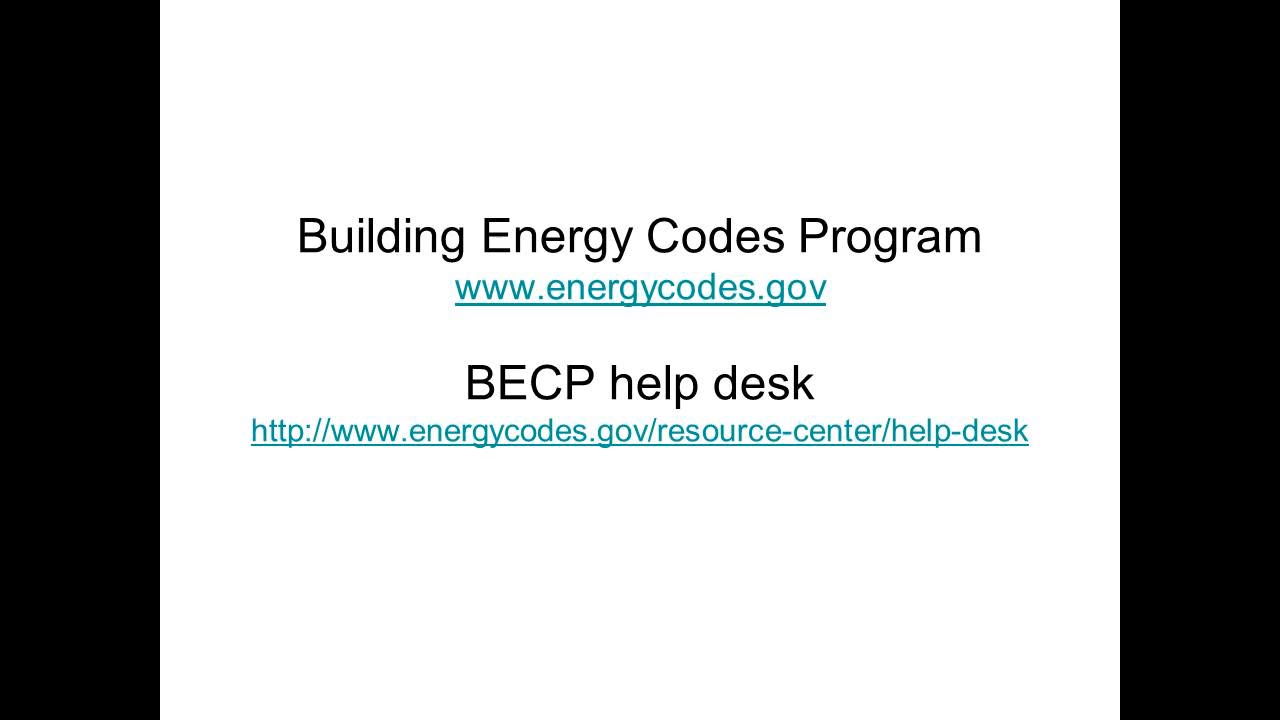 Building Energy Codes Program
www.energycodes.gov
BECP help desk
http://www.energycodes.gov/resource-center/help-desk